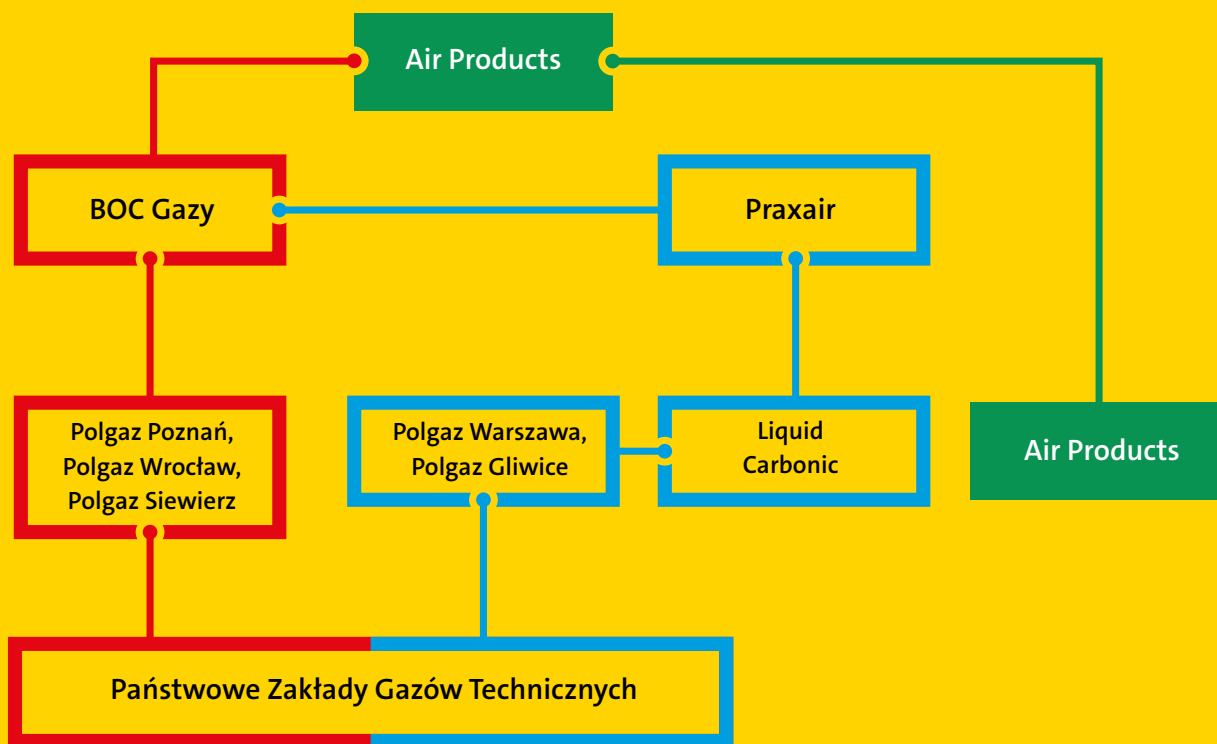 Air Products
BOC Gazy
Praxair
Polgaz Poznań,
Polgaz Wrocław,
Polgaz Siewierz
Polgaz Warszawa,
Polgaz Gliwice
Liquid
Carbonic
Air Products
Państwowe Zakłady Gazów Technicznych